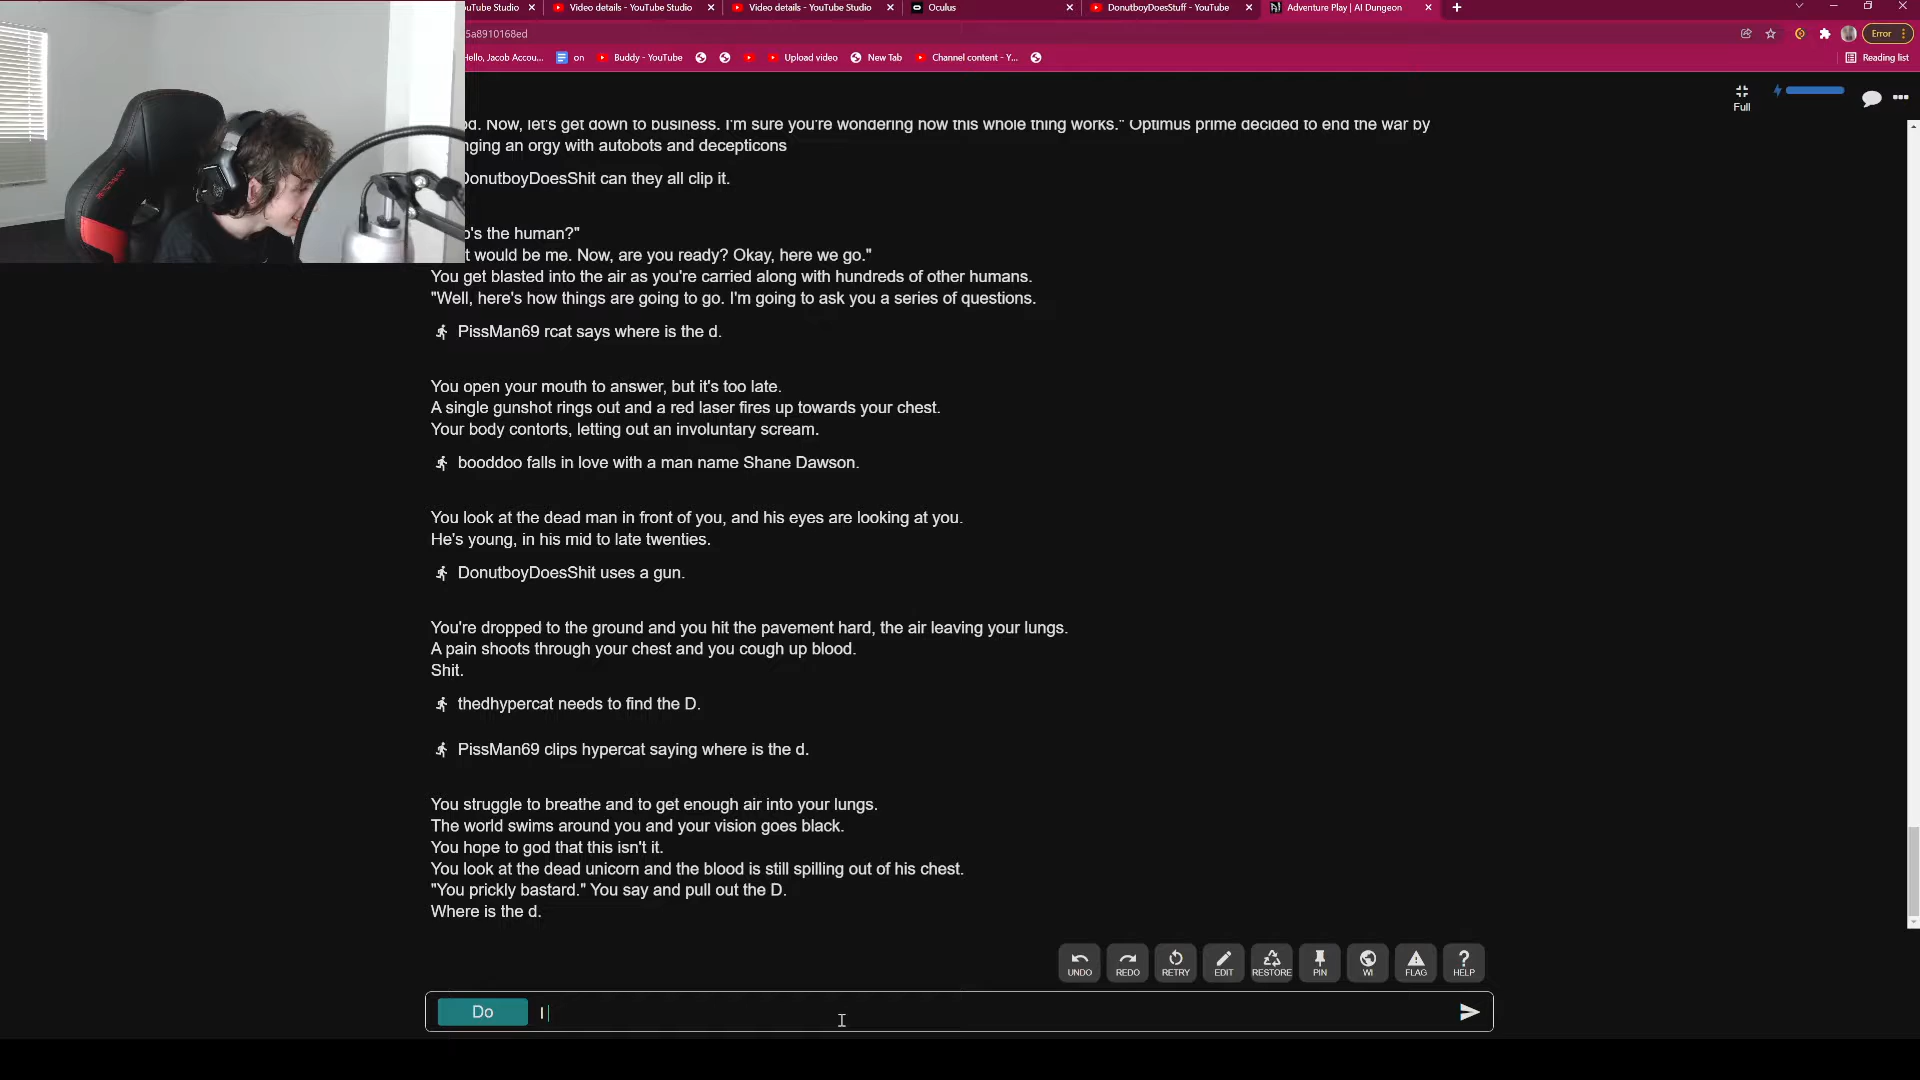 ouTube Studio
Video details - YouTube Studio
Video details - YouTube Studio
Oculus
DonutboyDoesStuff - YouTube
Adventure Play | AI Dungeon
5a8910168ed
Error
Hello, Jacob Accou...
on
Buddy - YouTube
Upload video
New Tab
Channel content - Y...
Reading list
Full
od. Now, let's get down to business. I'm sure you're wondering how this whole thing works." Optimus prime decided to end the war by
nging an orgy with autobots and decepticons
DonutboyDoesShit can they all clip it.
o's the human?"
t would be me. Now, are you ready? Okay, here we go."
You get blasted into the air as you're carried along with hundreds of other humans.
"Well, here's how things are going to go. I'm going to ask you a series of questions.
PissMan69 rcat says where is the d.
You open your mouth to answer, but it's too late.
A single gunshot rings out and a red laser fires up towards your chest.
Your body contorts, letting out an involuntary scream.
booddoo falls in love with a man name Shane Dawson.
You look at the dead man in front of you, and his eyes are looking at you.
He's young, in his mid to late twenties.
DonutboyDoesShit uses a gun.
You're dropped to the ground and you hit the pavement hard, the air leaving your lungs.
A pain shoots through your chest and you cough up blood.
Shit.
thedhypercat needs to find the D.
PissMan69 clips hypercat saying where is the d.
You struggle to breathe and to get enough air into your lungs.
The world swims around you and your vision goes black.
You hope to god that this isn't it.
You look at the dead unicorn and the blood is still spilling out of his chest.
"You prickly bastard." You say and pull out the D.
Where is the d.
UNDO
REDO
RETRY
EDIT
RESTORE
PIN
WI
FLAG
HELP
Do
I